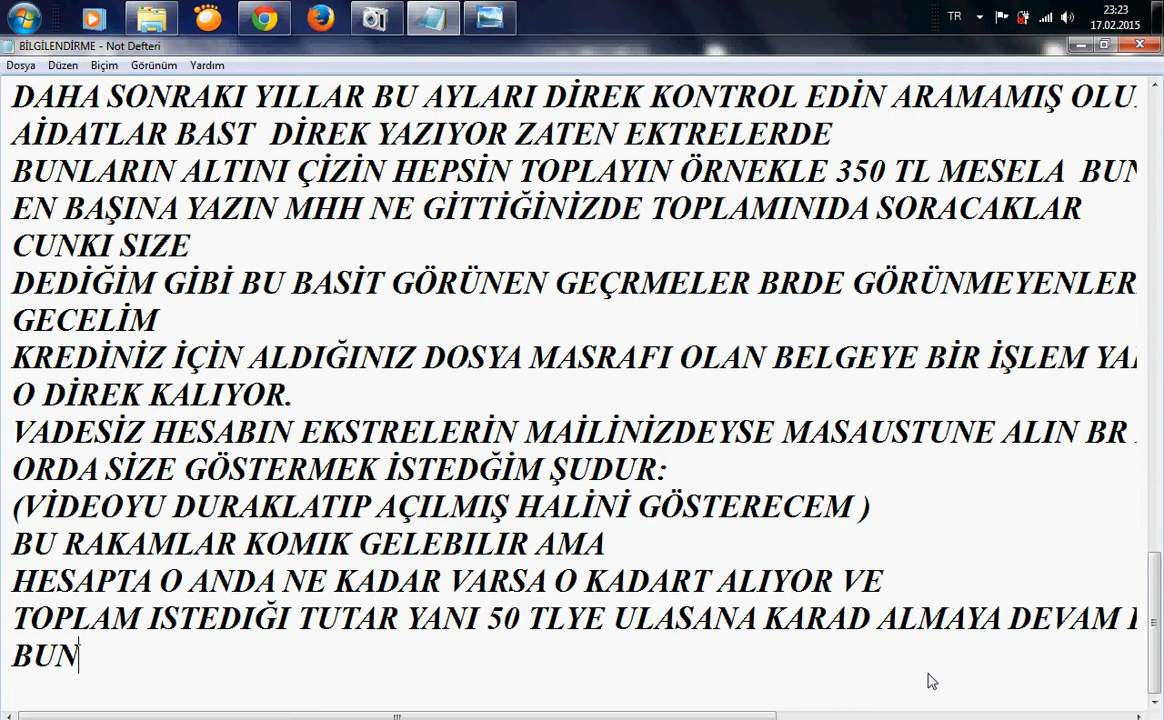 TR
23:23
17.02.2015
BİLGİLENDİRME - Not Defteri
Dosya Düzen Biçim Görünüm Yardım
DAHA SONRAKI YILLAR BU AYLARI DİREK KONTROL EDİN ARAMAMIŞ
AİDATLAR BAST DİREK YAZIYOR ZATEN EKTRELERDE
BUNLARIN ALTINI ÇİZİN HEPSİN TOPLAYIN ÖRNEKLE 350 TL MESELA BUN
EN BAŞINA YAZIN MHH NE GİTTİĞİNİZDE TOPLAMINIDA SORACAKLAR
CUNKI SIZE
DEDİĞİM GİBİ BU BASİT GÖRÜNEN GEÇRMELER BRDE GÖRÜNMEYENLER
GECELİM
KREDİNİZ İÇİN ALDIĞINIZ DOSYA MASRAFI OLAN BELGEYE BİR İŞLEM
O DİREK KALIYOR.
VADESİZ HESABIN EKSTRELERİN MAİLİNİZDEYSE MASAUSTUNE ALIN BR
ORDA SİZE GÖSTERMEK İSTEDĞİM ŞUDUR:
(VİDEOYU DURAKLATIP AÇILMIŞ HALİNİ GÖSTERECEM )
BU RAKAMLAR KOMIK GELEBILIR AMA
HESAPTA O ANDA NE KADAR VARSA O KADART ALIYOR VE
TOPLAM ISTEDIĞI TUTAR YANI 50 TLYE ULASANA KARAD ALMAYA DEVAM
BUN